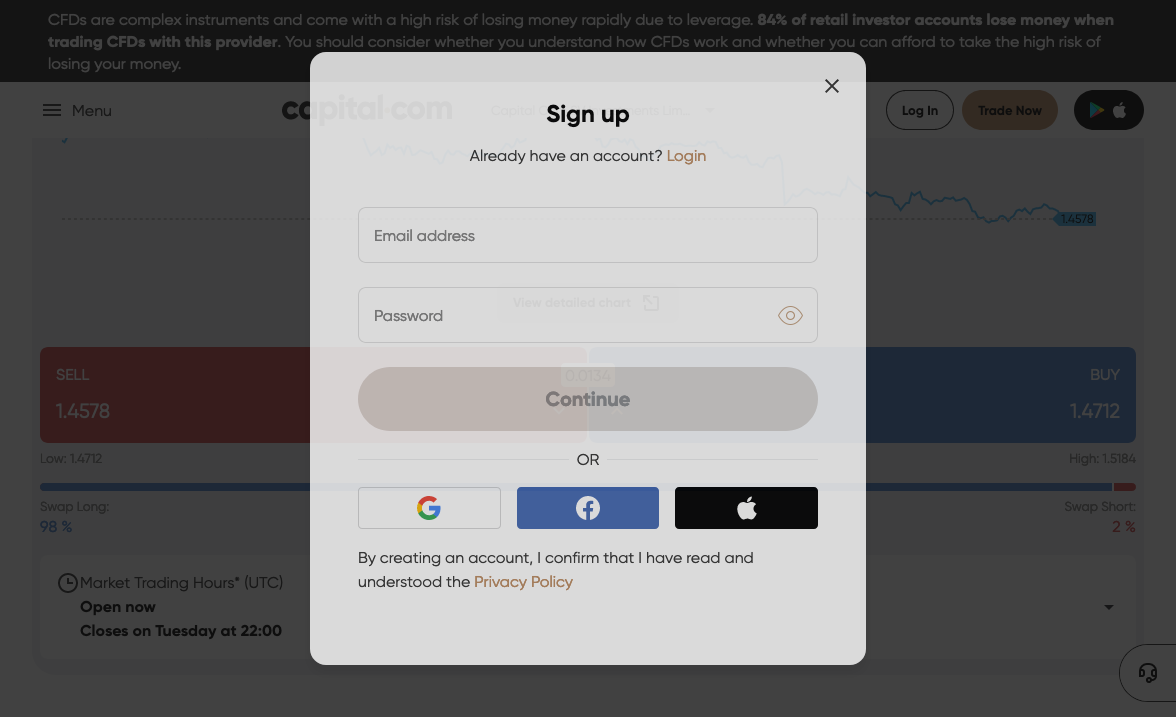 CFDs are complex instruments and come with a high risk of losing money rapidly due to leverage. 84% of retail investor accounts lose money when
trading CFDs with this provider. You should consider whether you understand how CFDs work and whether you can afford to take the high risk of
losing your money.
Menu
capital.com
Log In
Trade Now
Sign up
Already have an account? Login
1.4578
Email address
View detailed chart
Password
SELL
0.0134
BUY
1.4578
Continue
1.4712
Low: 1.4712
OR
High: 1.5184
Swap Long:
Swap Short:
98 %
2 %
By creating an account, I confirm that I have read and
understood the Privacy Policy
Market Trading Hours* (UTC)
Open now
Closes on Tuesday at 22:00